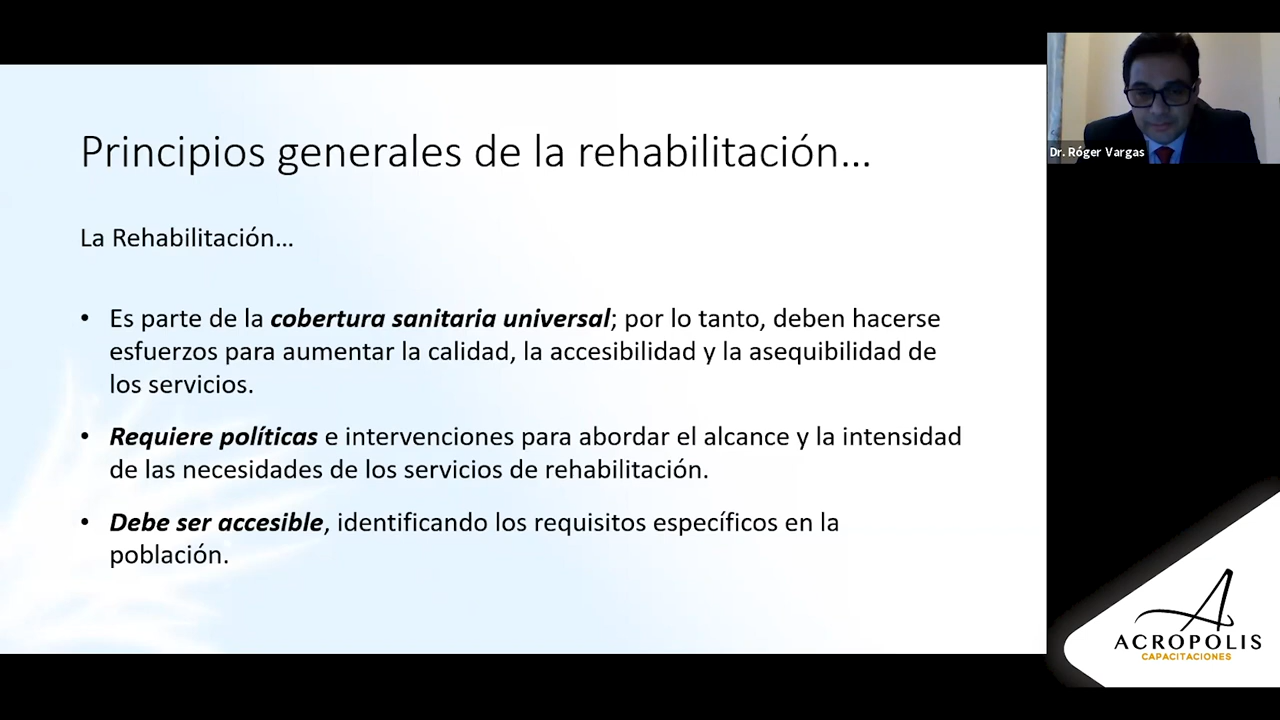 Principios generales de la rehabilitación...
La Rehabilitación...
• Es parte de la cobertura sanitaria universal; por lo tanto, deben hacerse
esfuerzos para aumentar la calidad, la accesibilidad y la asequibilidad de
los servicios.
• Requiere políticas e intervenciones para abordar el alcance y la intensidad
de las necesidades de los servicios de rehabilitación.
• Debe ser accesible, identificando los requisitos específicos en la
población.
Dr. Róger Vargas
ACROPOLIS
CAPACITACIONES